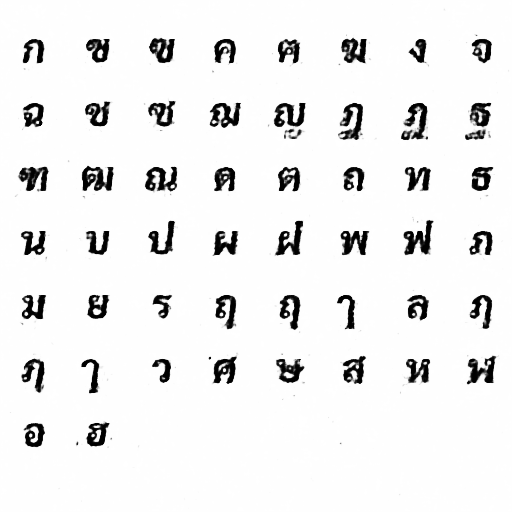 ก ข ฃ ค ฅ ฆ ง จ
ฉ ช ซ ฌ ญ ฎ ฏ ฐ
ฑ ฒ ณ ด ต ถ ท ธ
น บ ป ผ ฝ พ ฟ ภ
ม ย ร ฤ ฤ ๅ ล ฦ
ฦ ๅ ว ศ ษ ส ห ฬ
อ ฮ